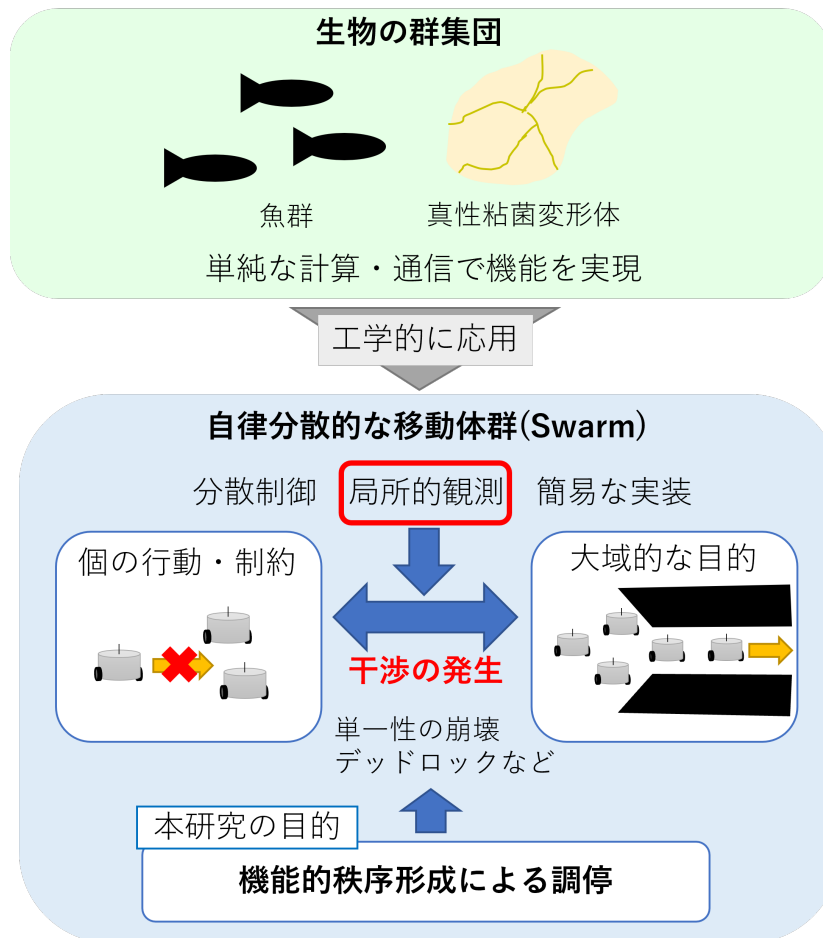 生物の群集団
魚群
真性粘菌変形体
単純な計算・通信で機能を実現
工学的に応用
自律分散的な移動体群(Swarm)
分散制御
局所的観測
簡易な実装
個の行動・制約
大域的な目的
干渉の発生
単一性の崩壊
デッドロックなど
本研究の目的
機能的秩序形成による調停